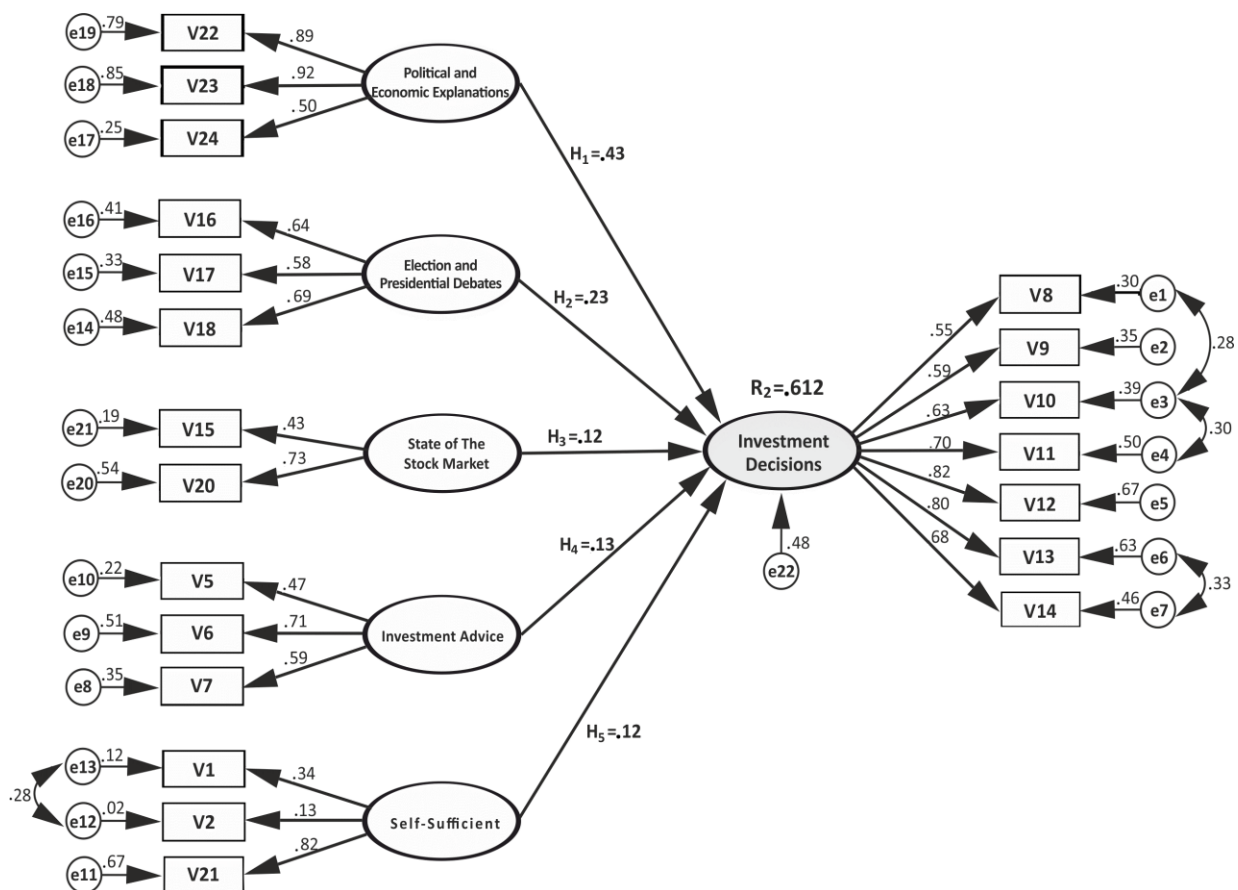 e19
.79
V22
.89
e18
.85
V23
.92
e17
.25
V24
.50
Political and
Economic Explanations
H1=.43
e16
.41
V16
.64
e15
.33
V17
.58
e14
.48
V18
.69
Election and
Presidential Debates
H2=.23
e21
.19
V15
.43
e20
.54
V20
.73
State of The
Stock Market
H3=.12
e10
.22
V5
.47
e9
.51
V6
.71
e8
.35
V7
.59
Investment Advice
H4=.13
e13
.12
V1
.34
.28
e12
.02
V2
.13
e11
.67
V21
.82
Self-Sufficient
H5=.12
R2=.612
Investment
Decisions
.48
e22
.55
V8
.30
e1
.28
.59
V9
.35
e2
.63
V10
.39
e3
.30
.70
V11
.50
e4
.82
V12
.67
e5
.80
V13
.63
e6
.33
68
V14
.46
e7